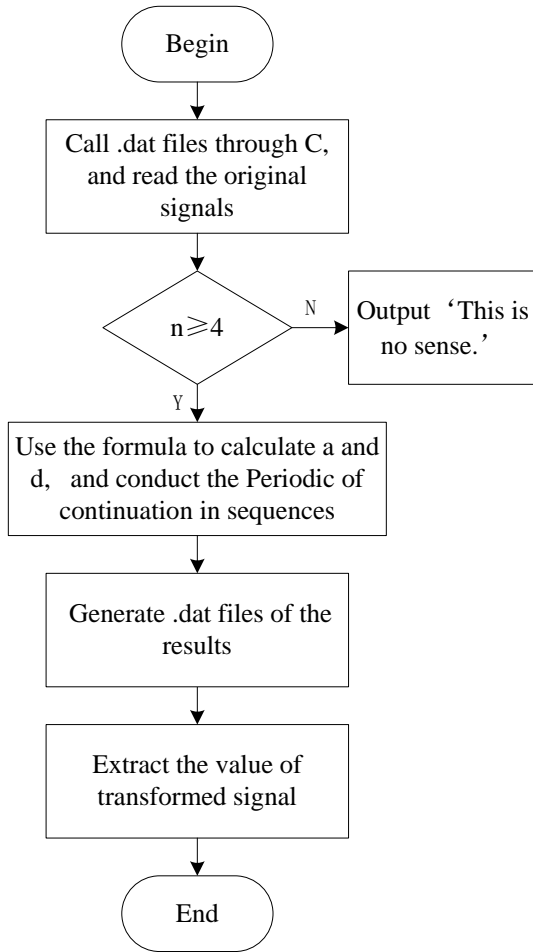 Begin
Call .dat files through C,
and read the original
signals
n≥4
N
Output ‘This is
no sense.’
Y
Use the formula to calculate a and
d, and conduct the Periodic of
continuation in sequences
Generate .dat files of the
results
Extract the value of
transformed signal
End